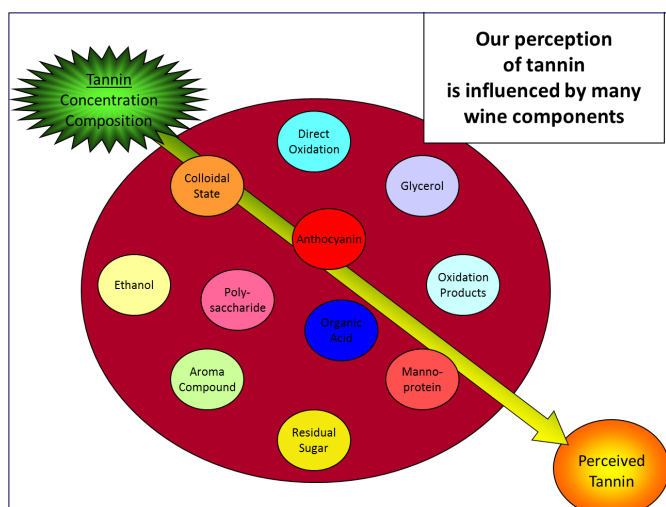 Our perception
of tannin
is influenced by many
wine components
Tannin
Concentration
Composition
Direct
Oxidation
Colloidal
State
Glycerol
Anthocyanin
Ethanol
Poly-
saccharide
Oxidation
Products
Organic
Acid
Aroma
Compound
Manno-
protein
Residual
Sugar
Perceived
Tannin